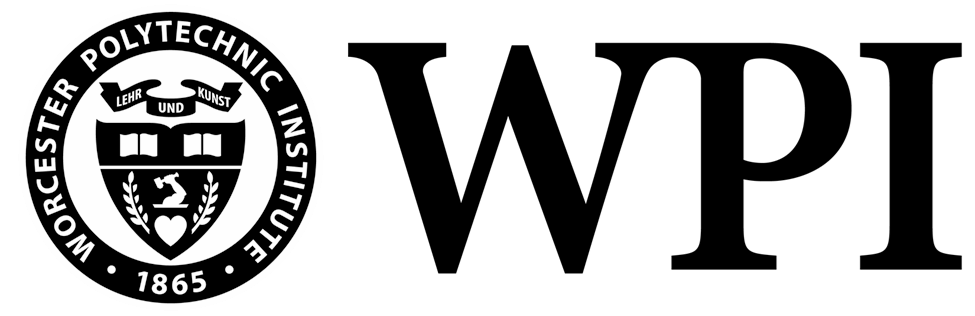 WORCESTER POLYTECHNIC INSTITUTE
LEHR UND KUNST
• 1865 •
WPI